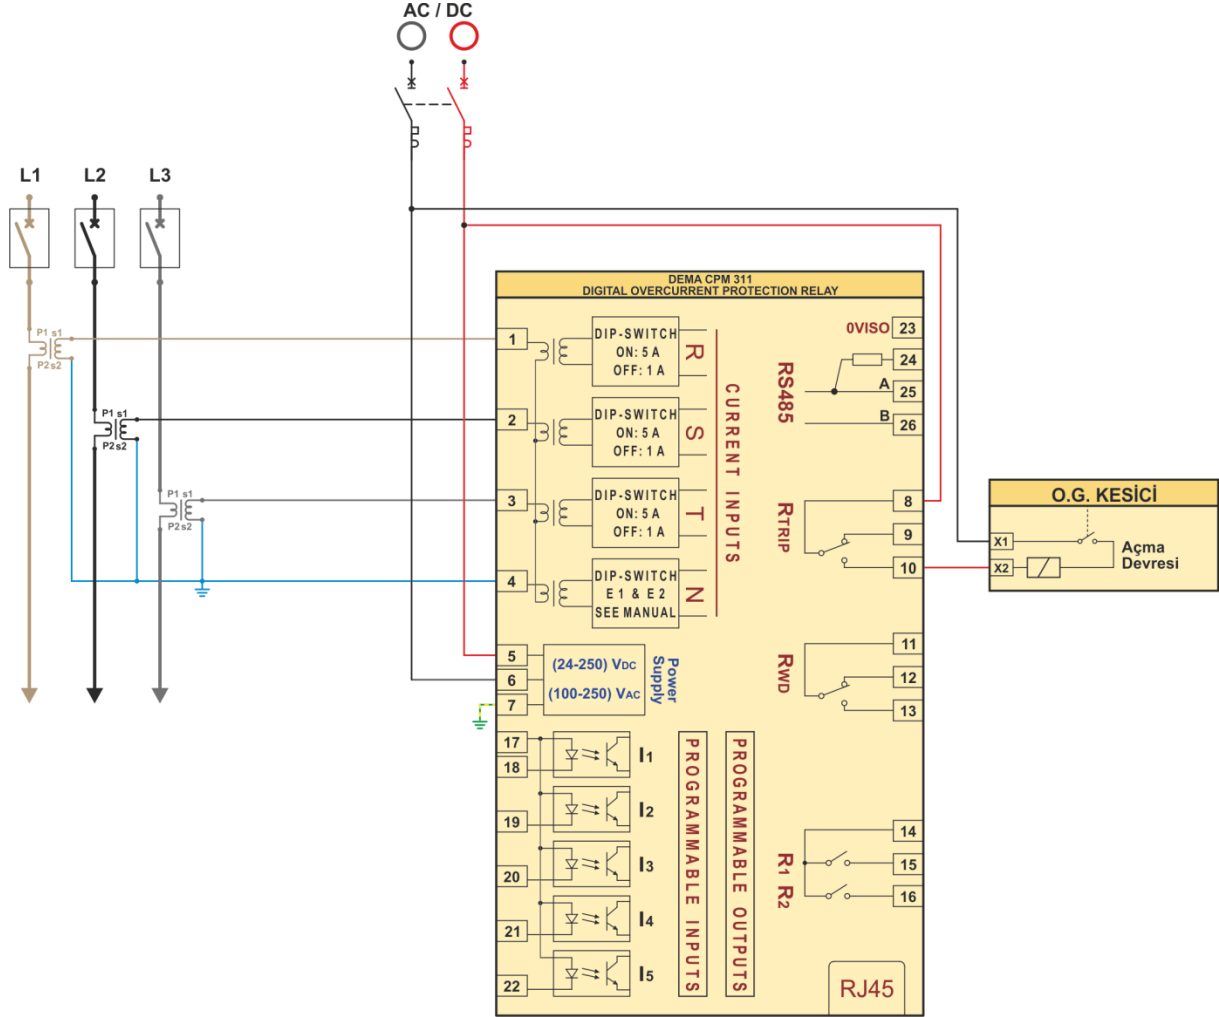 AC / DC
L1
L2
L3
P1 s1
P2 s2
P1 s1
P2 s2
P1 s1
P2 s2
DEMA CPM 311
DIGITAL OVERCURRENT PROTECTION RELAY
1
DIP-SWITCH
ON: 5 A
OFF: 1 A
R
2
DIP-SWITCH
ON: 5 A
OFF: 1 A
S
3
DIP-SWITCH
ON: 5 A
OFF: 1 A
T
4
DIP-SWITCH
E 1 & E 2
SEE MANUAL
N
CURRENT INPUTS
5
6
7
(24-250) VDC
(100-250) VAC
Power
Supply
17
18
19
20
21
22
I1
I2
I3
I4
I5
PROGRAMMABLE INPUTS
PROGRAMMABLE OUTPUTS
0VISO
23
24
RS485
A
25
B
26
RTRIP
8
9
10
RWD
11
12
13
R1 R2
14
15
16
RJ45
O.G. KESİCİ
X1
X2
Açma
Devresi